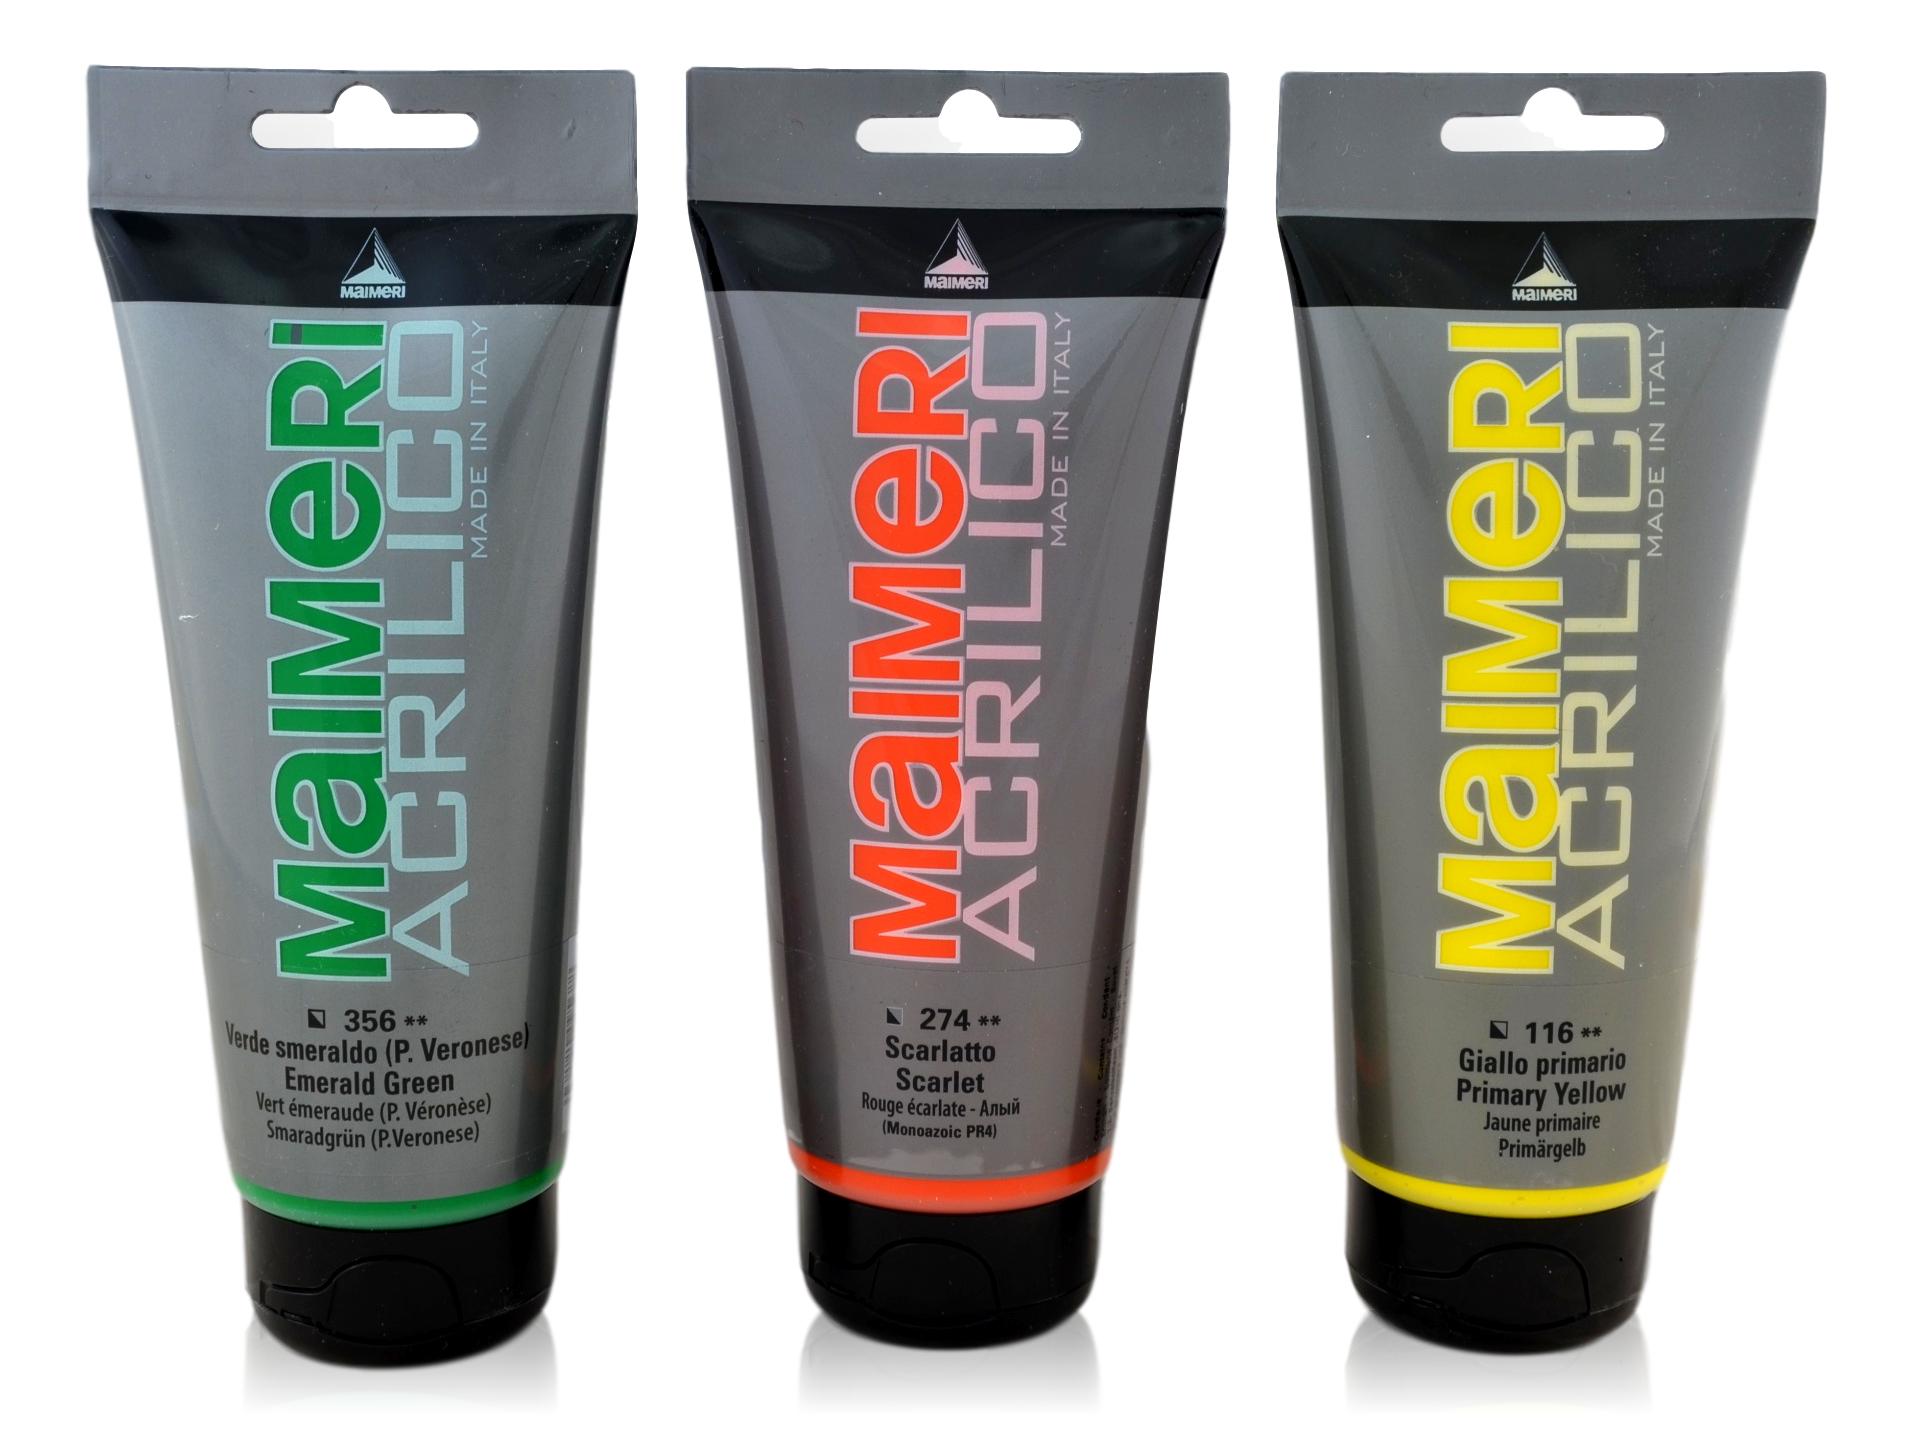 MaIMeRI
MaIMeRI
ACRILICO
MADE IN ITALY
356 **
Verde smeraldo (P. Veronese)
Emerald Green
Vert émeraude (P. Véronèse)
Smaradgrün (P.Veronese)
MaIMeRI
MaIMeRI
ACRILICO
MADE IN ITALY
274 **
Scarlatto
Scarlet
Rouge écarlate - Алый
(Monoazoic PR4)
MaIMeRI
MaIMeRI
ACRILICO
MADE IN ITALY
116 **
Giallo primario
Primary Yellow
Jaune primaire
Primärgelb